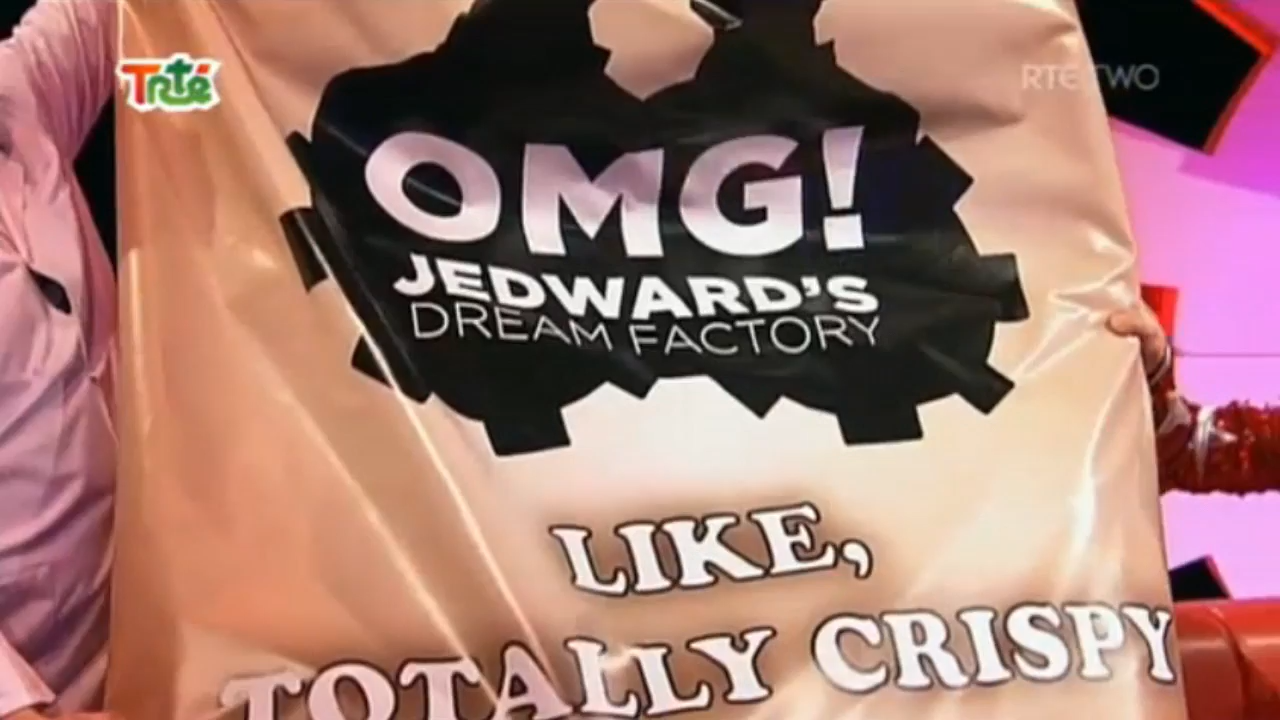 TRTÉ
RTÉ TWO
OMG!
JEDWARD'S
DREAM FACTORY
LIKE,
TOTALLY CRISPY